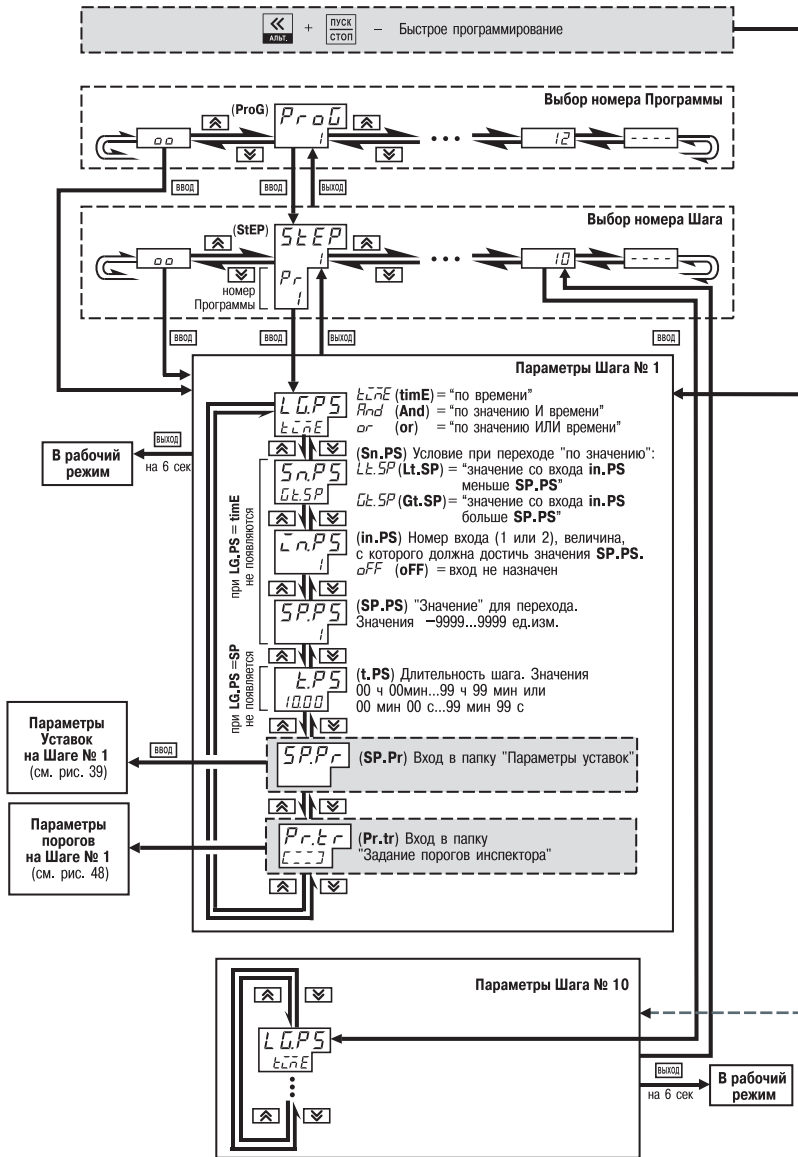 АЛЬТ. + ПУСК СТОП – Быстрое программирование
Выбор номера Программы
(ProG) ProG
oo 1 • • • 12 - - - -
ВВОД ВВОД ВЫХОД
Выбор номера Шага
(StEP) StEP
oo 1 • • • 10 - - - -
номер
Программы
Pr
1
ВВОД ВВОД ВЫХОД ВВОД
Параметры Шага № 1
LG.PS
timE
timE (timE) = “по времени”
And (And) = “по значению И времени”
or (or) = “по значению ИЛИ времени”
ВЫХОД
на 6 сек
В рабочий
режим
при LG.PS = timE
не появляются
Sn.PS
Gt.SP
(Sn.PS) Условие при переходе "по значению":
Lt.SP (Lt.SP) = “значение со входа in.PS
меньше SP.PS”
Gt.SP (Gt.SP) = “значение со входа in.PS
больше SP.PS”
in.PS
1
(in.PS) Номер входа (1 или 2), величина,
с которого должна достичь значения SP.PS.
oFF (oFF) = вход не назначен
SP.PS
1
(SP.PS) "Значение" для перехода.
Значения −9999...9999 ед.изм.
при LG.PS =SP
не появляется
t.PS
10.00
(t.PS) Длительность шага. Значения
00 ч 00мин...99 ч 99 мин или
00 мин 00 с...99 мин 99 с
Параметры
Уставок
на Шаге № 1
(см. рис. 39)
ВВОД
SP.Pr
(SP.Pr) Вход в папку "Параметры уставок"
Параметры
порогов
на Шаге № 1
(см. рис. 48)
Pr.tr
[---]
(Pr.tr) Вход в папку
"Задание порогов инспектора"
Параметры Шага № 10
LG.PS
timE
ВЫХОД
на 6 сек
В рабочий
режим